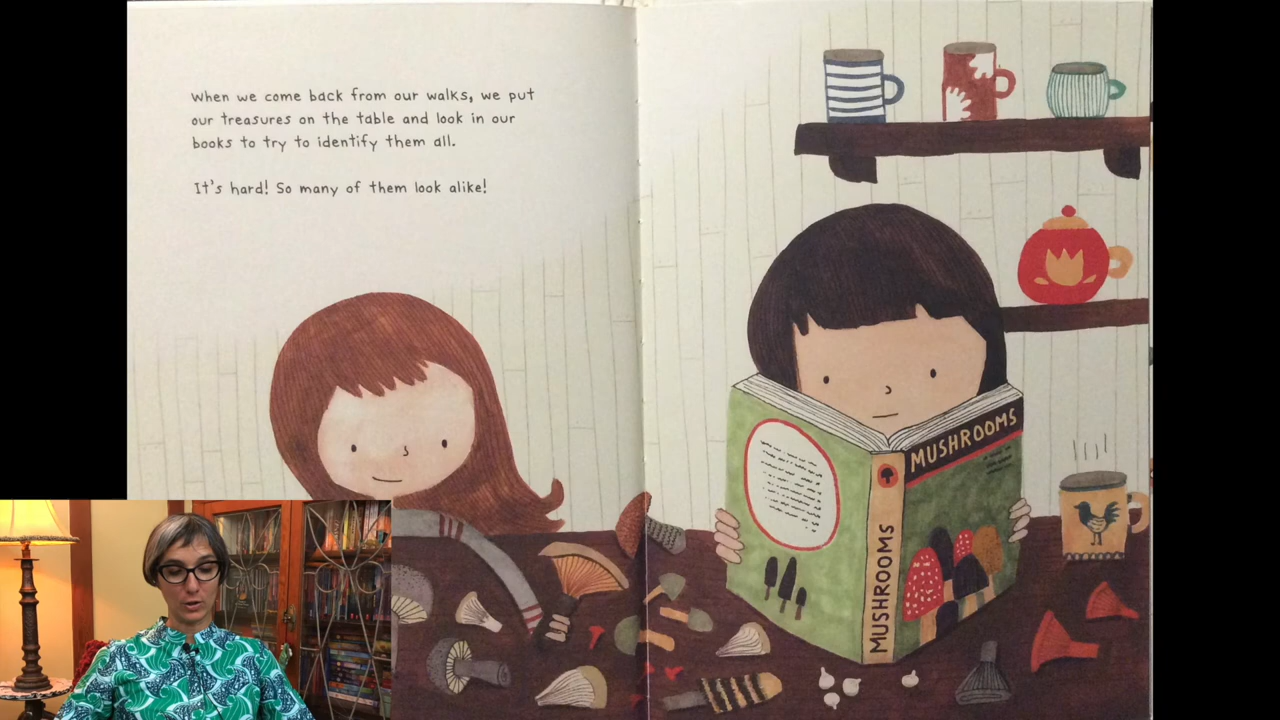 When we come back from our walks, we put
our treasures on the table and look in our
books to try to identify them all.
It's hard! So many of them look alike!
MUSHROOMS
MUSHROOMS